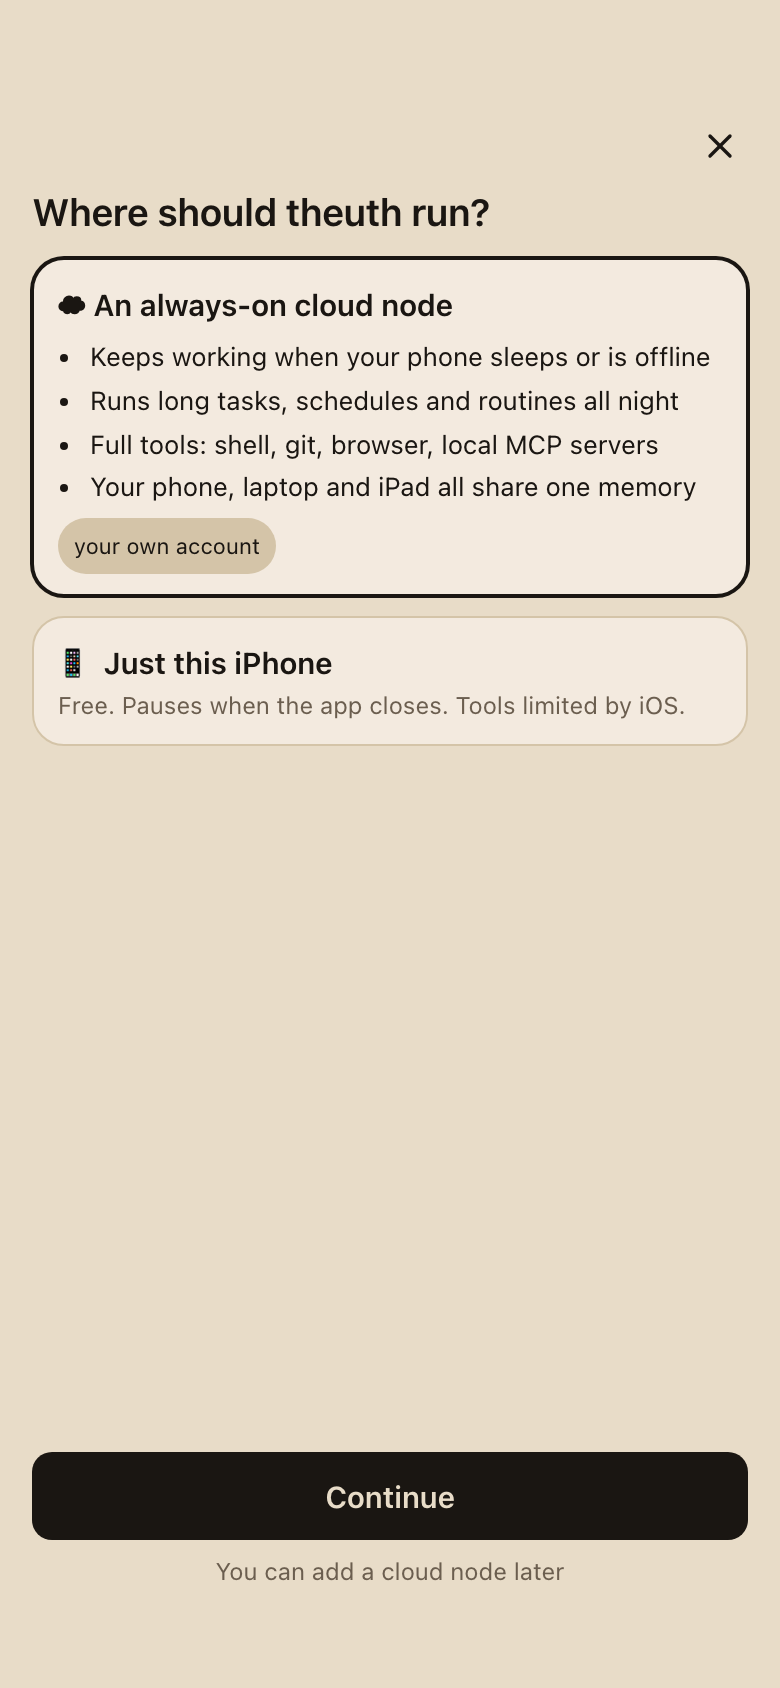 Where should theuth run?
An always-on cloud node
• Keeps working when your phone sleeps or is offline
• Runs long tasks, schedules and routines all night
• Full tools: shell, git, browser, local MCP servers
• Your phone, laptop and iPad all share one memory
your own account
Just this iPhone
Free. Pauses when the app closes. Tools limited by iOS.
Continue
You can add a cloud node later